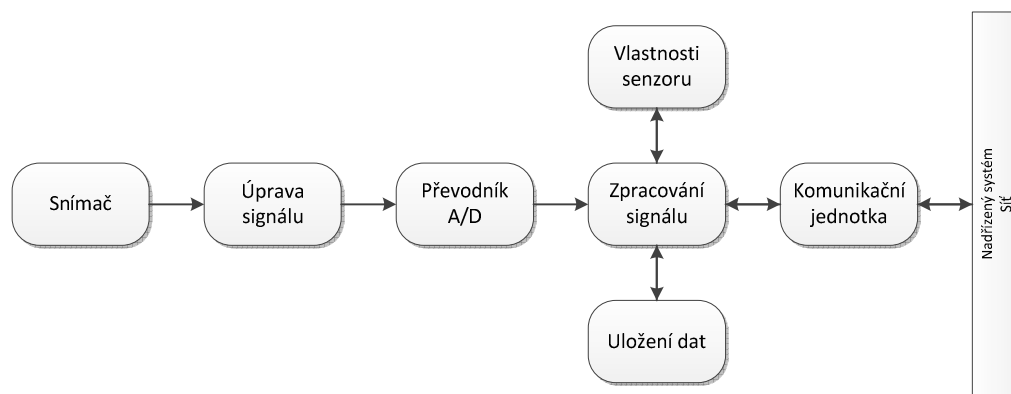 Vlastnosti
senzoru
Snímač
Úprava
signálu
Převodník
A/D
Zpracování
signálu
Komunikační
jednotka
Nadřízený systém
Síť
Uložení dat